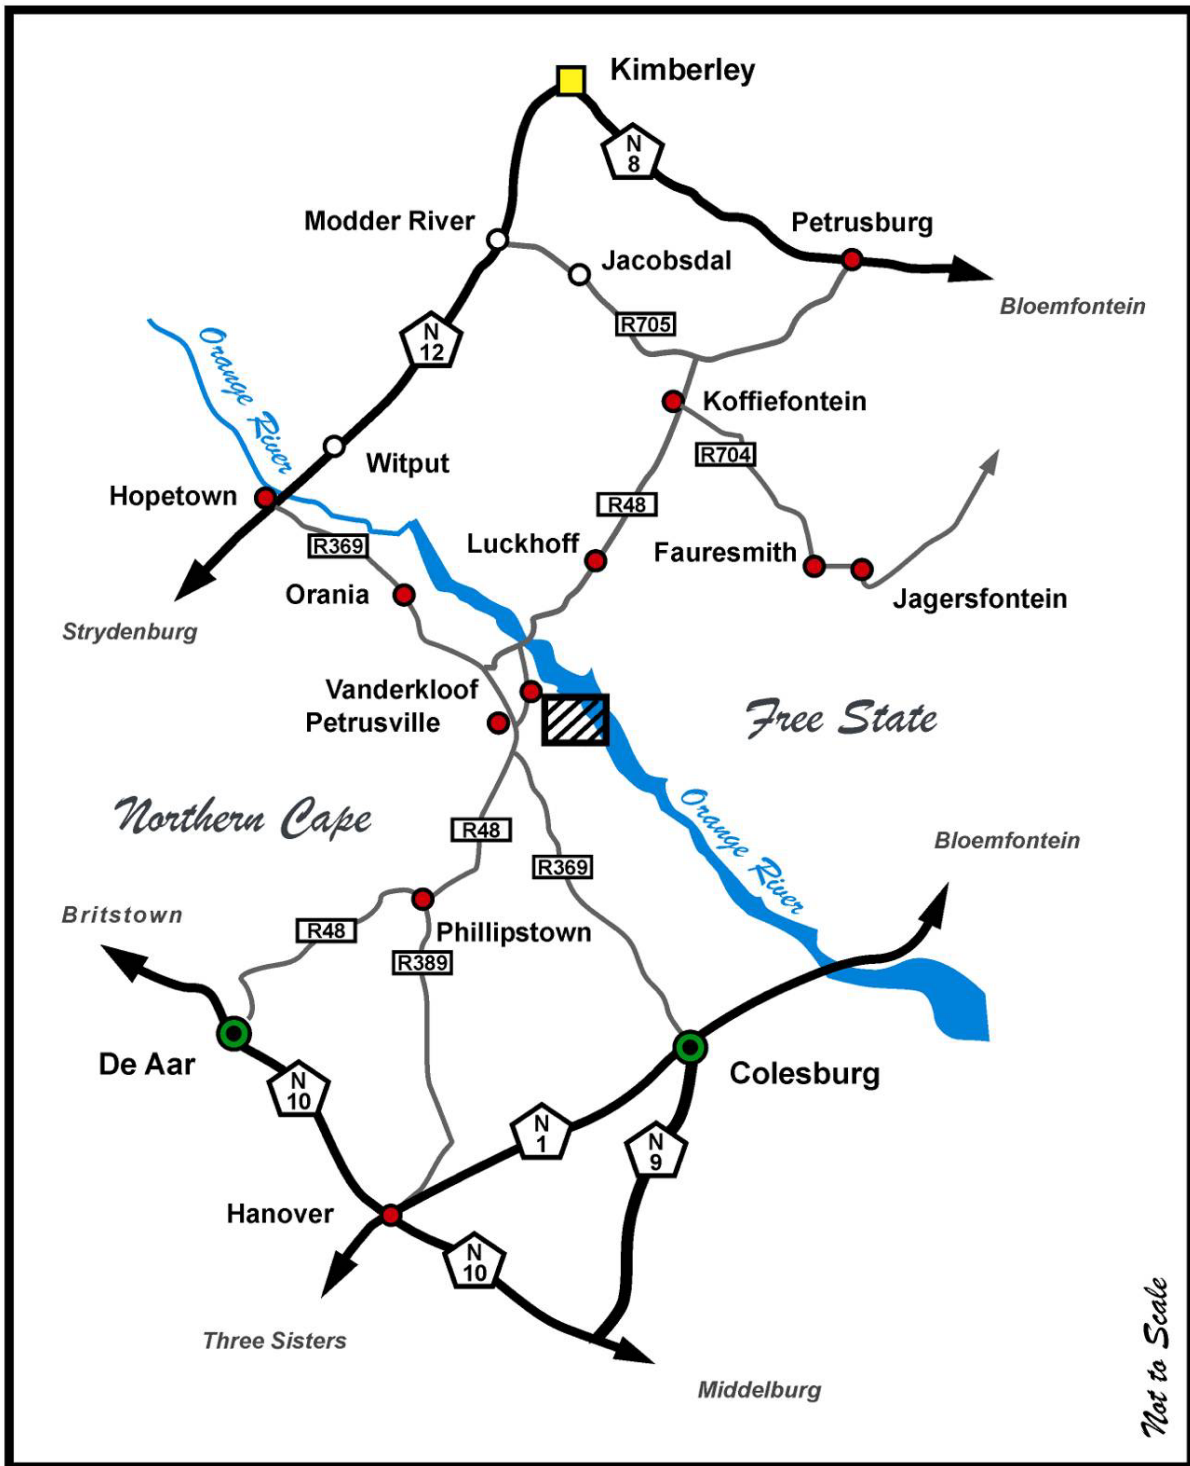 Kimberley
N
8
Modder River
Petrusburg
Jacobsdal
Bloemfontein
R705
N
12
Orange River
Koffiefontein
R704
Witput
Hopetown
R48
R369
Luckhoff
Fauresmith
Orania
Jagersfontein
Strydenburg
Vanderkloof
Petrusville
Free State
Northern Cape
Orange River
R48
Bloemfontein
R369
Britstown
R48
Phillipstown
R389
De Aar
Colesburg
N
10
N
1
N
9
Hanover
N
10
Three Sisters
Middelburg
Not to Scale